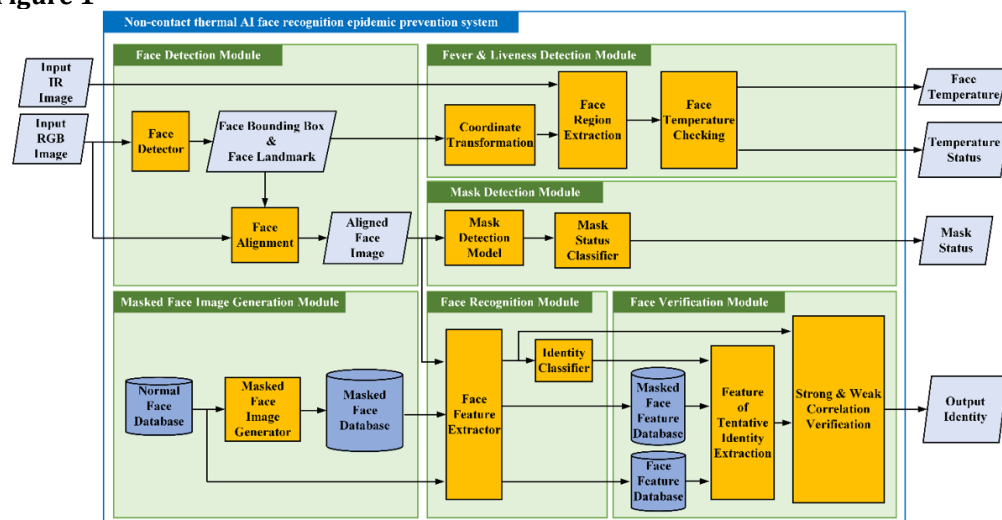 Figure 1
Non-contact thermal AI face recognition epidemic prevention system
Face Detection Module
Fever & Liveness Detection Module
Input
IR
Image
Input
RGB
Image
Face
Detector
Face Bounding Box
&
Face Landmark
Coordinate
Transformation
Face
Region
Extraction
Face
Temperature
Checking
Face
Temperature
Temperature
Status
Face
Alignment
Aligned
Face
Image
Mask Detection Module
Mask
Detection
Model
Mask
Status
Classifier
Mask
Status
Masked Face Image Generation Module
Face Recognition Module
Face Verification Module
Normal
Face Database
Masked
Face
Image
Generator
Masked
Face
Database
Face
Feature
Extractor
Identity
Classifier
Masked
Face
Feature
Database
Face
Feature
Database
Feature
of
Tentative
Identity
Extraction
Strong & Weak
Correlation
Verification
Output
Identity